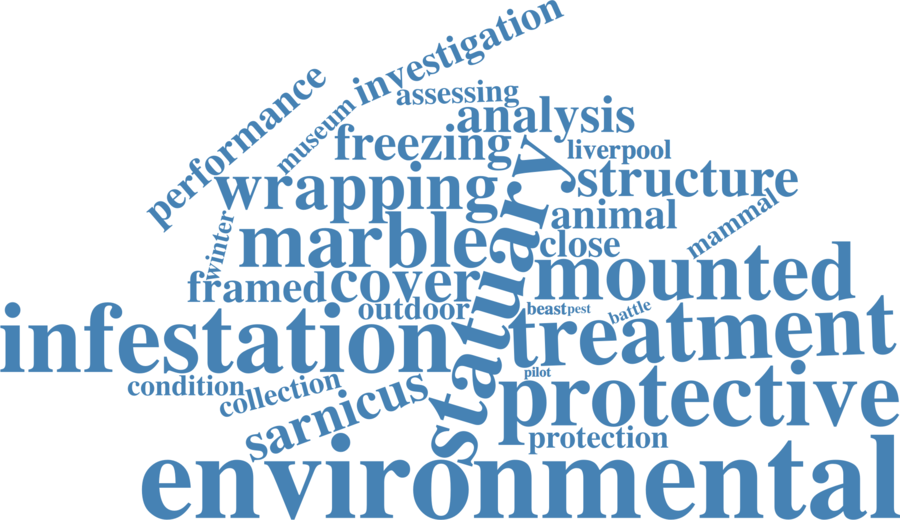 investigation
performance
assessing
museum
analysis
freezing
liverpool
wrapping
statuary
structure
mammal
animal
winter
marble
close
mounted
framed
cover
outdoor
beast
pest
battle
infestation
treatment
pilot
condition
collection
sarnicus
protective
protection
environmental